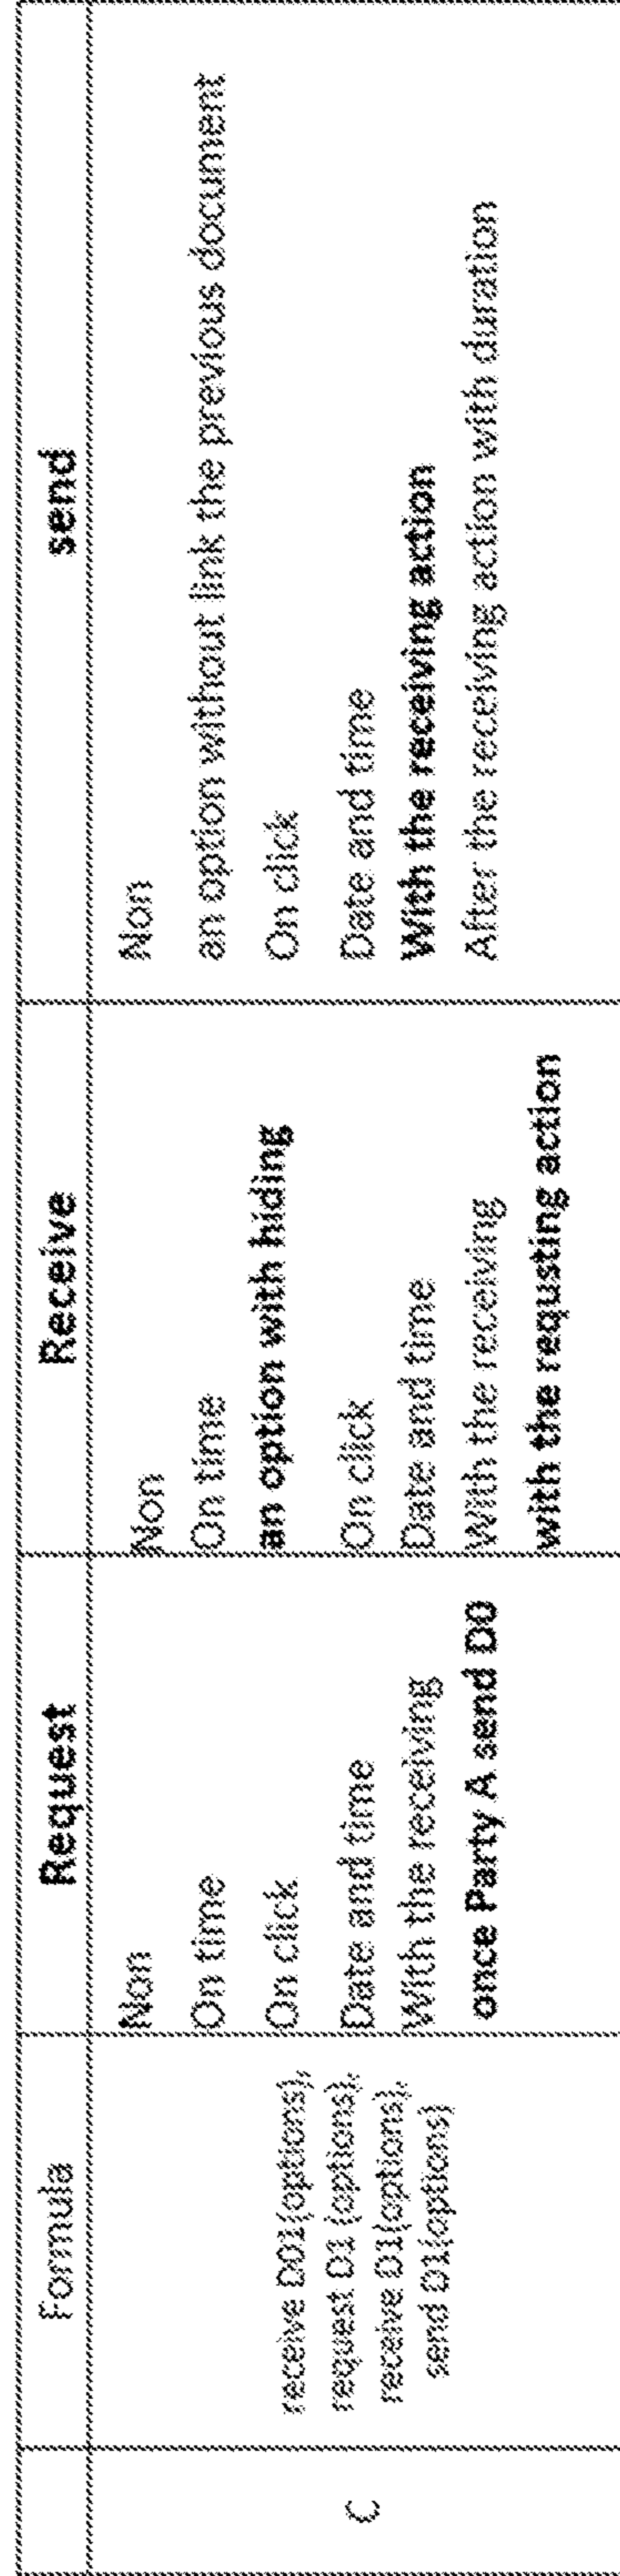 Formula
Request
Receive
send
C
receive D01(options),
request D1 (options),
receive D1(options),
send D1(options)
Non
On time
On click
Date and time
With the receiving
once Party A send D0
Non
On time
an option with hiding
On click
Date and time
With the receiving
with the requsting action
Non
an option without link the previous document
On click
Date and time
With the receiving action
After the receiving action with duration